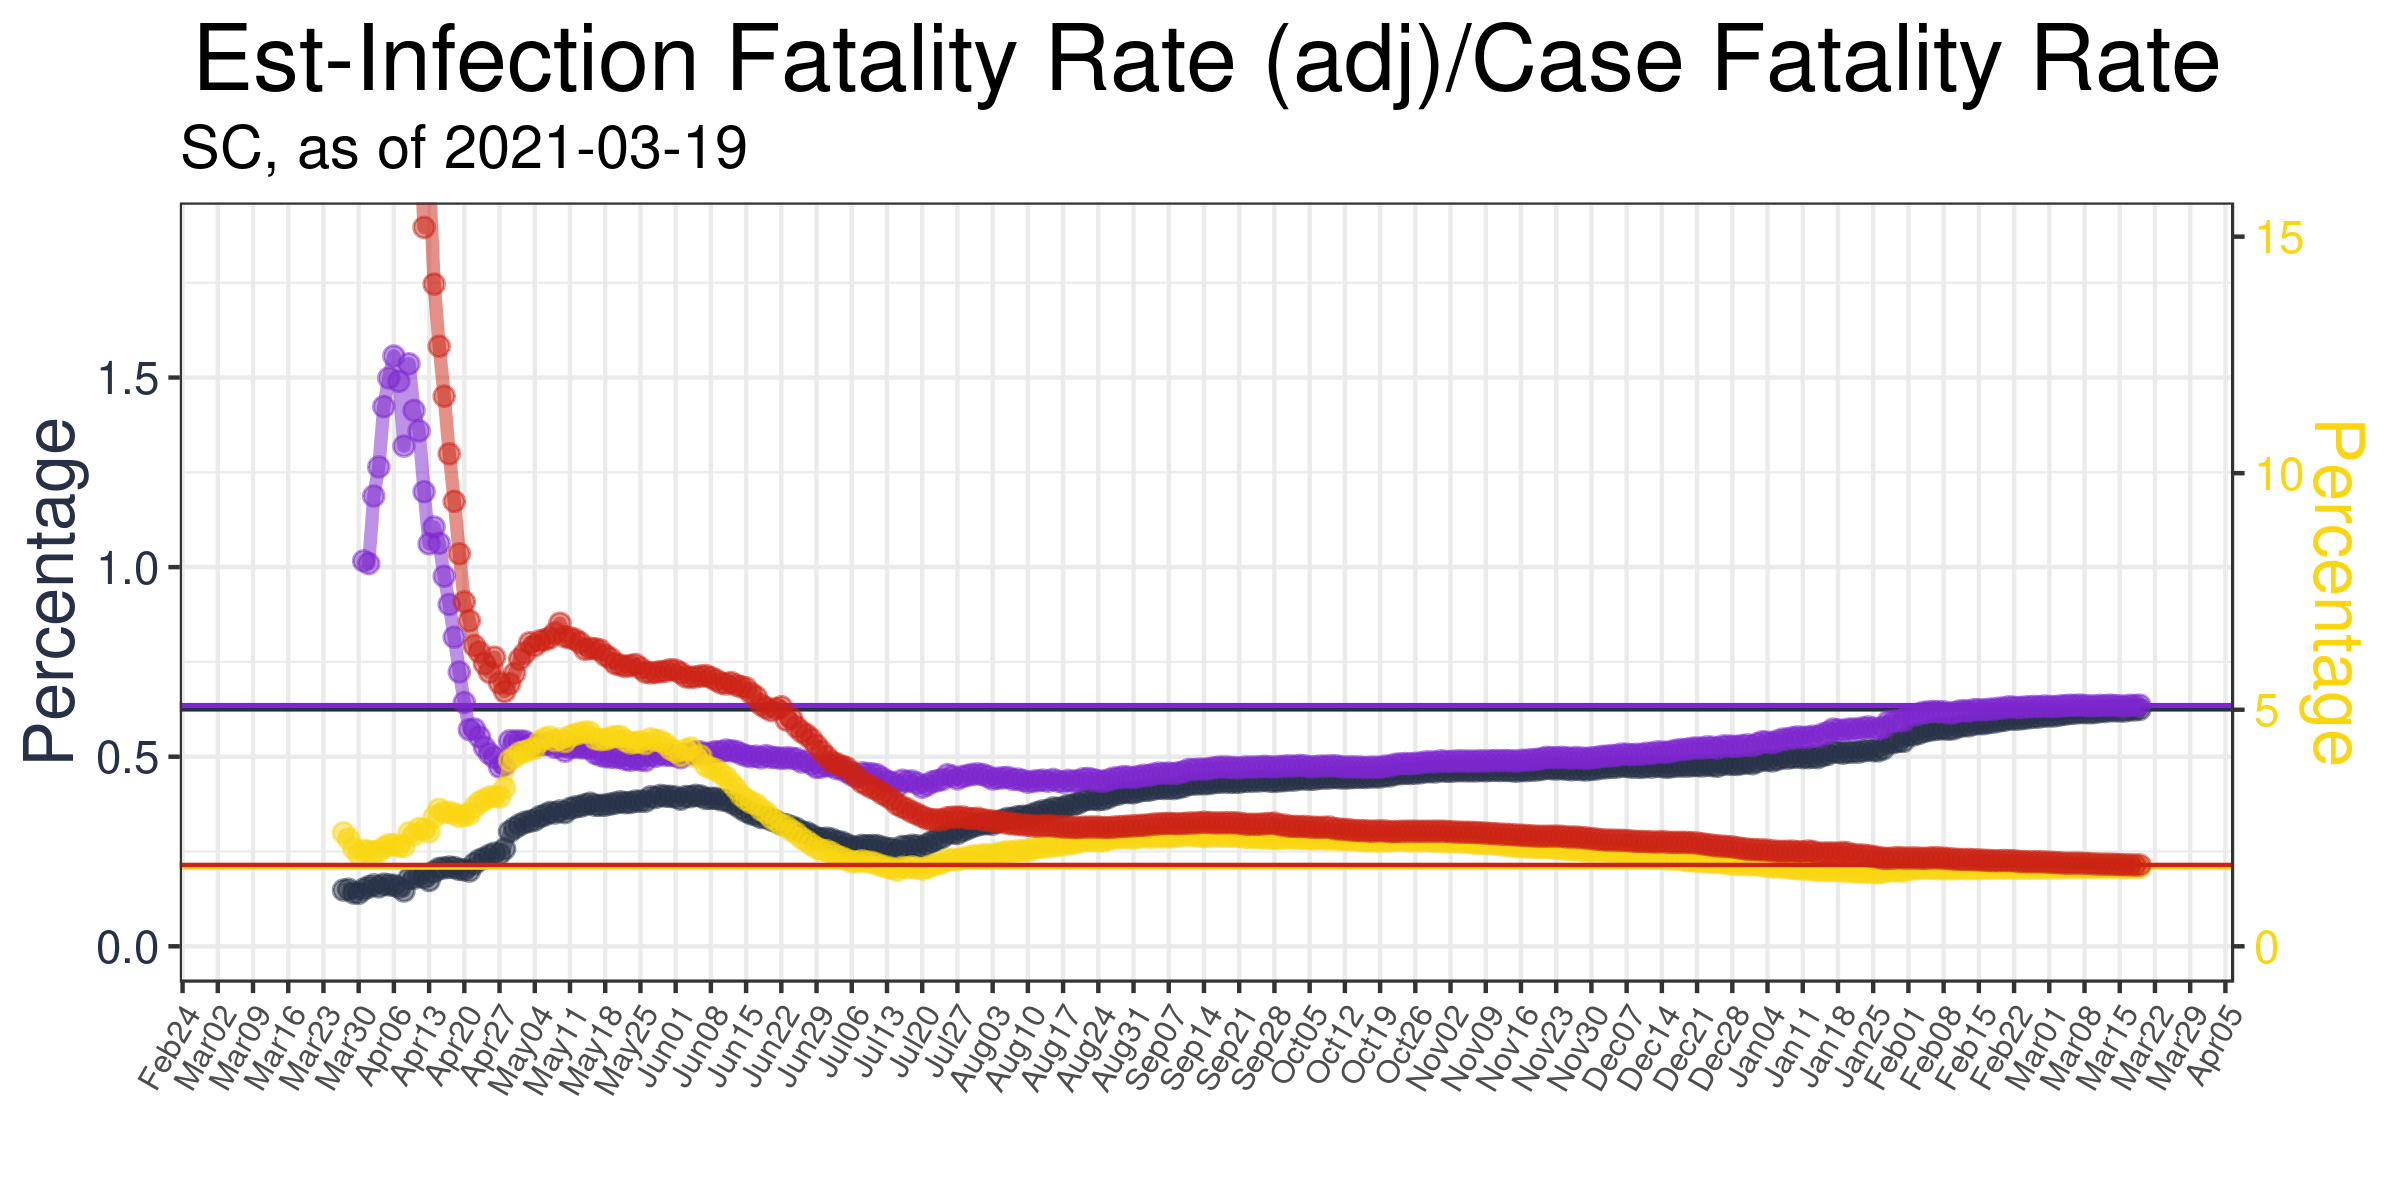 Est-Infection Fatality Rate (adj)/Case Fatality Rate
SC, as of 2021-03-19
Percentage
1.5
1.0
0.5
0.0
15
10
5
0
Percentage
Feb24
Mar02
Mar09
Mar16
Mar23
Mar30
Apr06
Apr13
Apr20
Apr27
May04
May11
May18
May25
Jun01
Jun08
Jun15
Jun22
Jun29
Jul06
Jul13
Jul20
Jul27
Aug03
Aug10
Aug17
Aug24
Aug31
Sep07
Sep14
Sep21
Sep28
Oct05
Oct12
Oct19
Oct26
Nov02
Nov09
Nov16
Nov23
Nov30
Dec07
Dec14
Dec21
Dec28
Jan04
Jan11
Jan18
Jan25
Feb01
Feb08
Feb15
Feb22
Mar01
Mar08
Mar15
Mar22
Mar29
Apr05